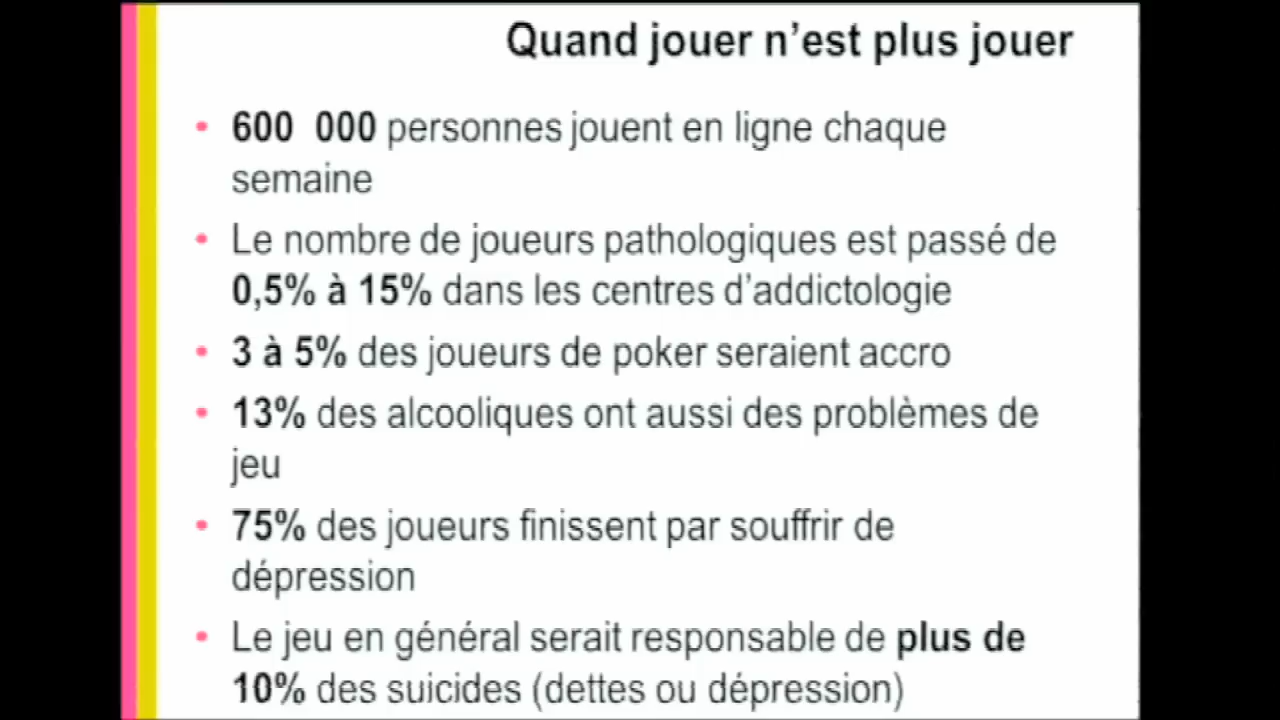 Quand jouer n’est plus jouer
• 600 000 personnes jouent en ligne chaque
semaine
• Le nombre de joueurs pathologiques est passé de
0,5% à 15% dans les centres d’addictologie
• 3 à 5% des joueurs de poker seraient accro
• 13% des alcooliques ont aussi des problèmes de
jeu
• 75% des joueurs finissent par souffrir de
dépression
• Le jeu en général serait responsable de plus de
10% des suicides (dettes ou dépression)